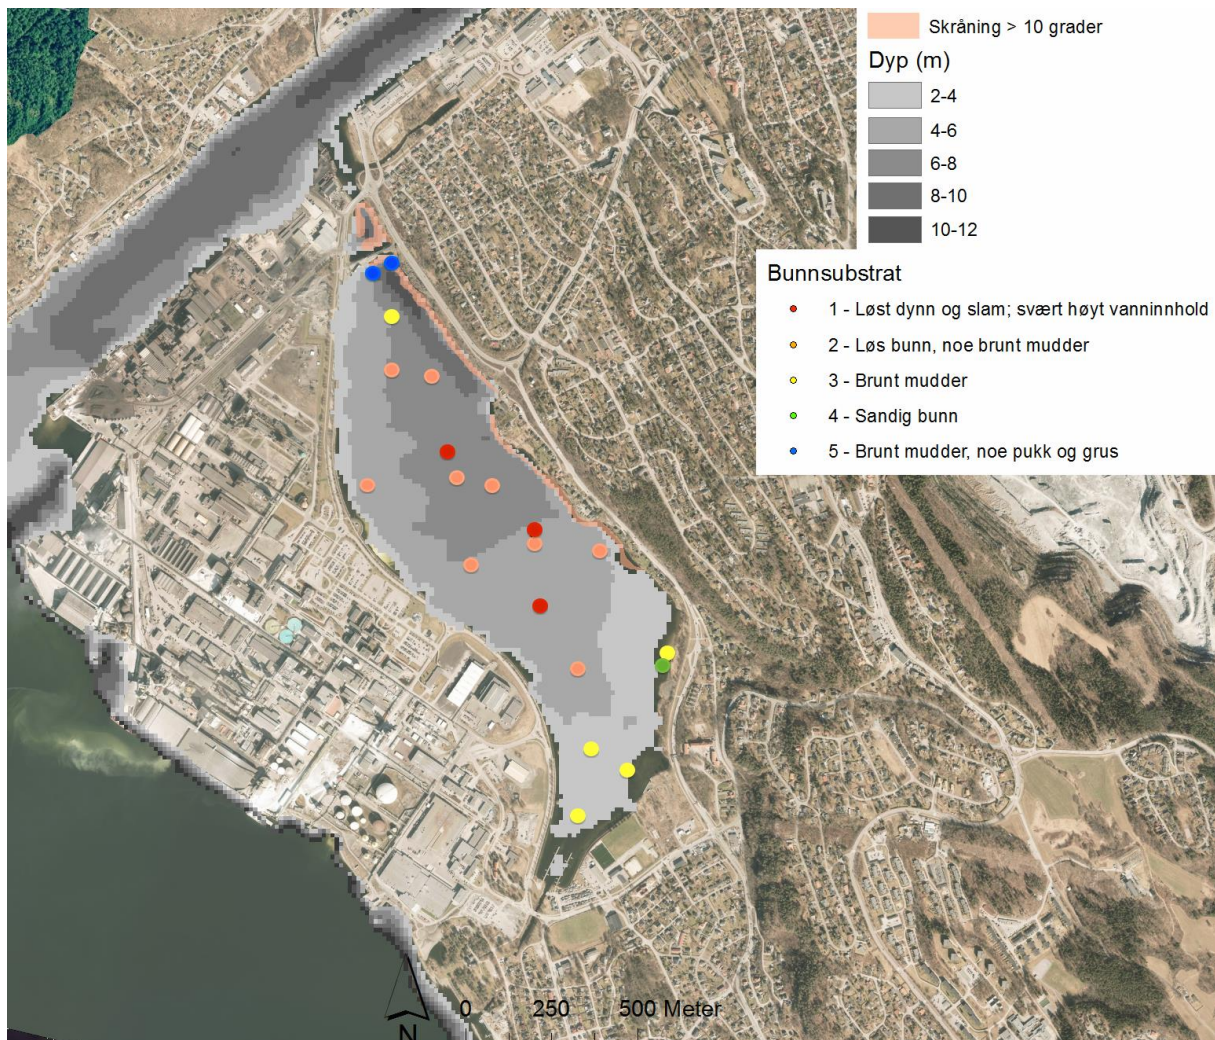 Skråning > 10 grader
Dyp (m)
2-4
4-6
6-8
8-10
10-12
Bunnsubstrat
1 - Løst dynn og slam; svært høyt vanninnhold
2 - Løs bunn, noe brunt mudder
3 - Brunt mudder
4 - Sandig bunn
5 - Brunt mudder, noe pukk og grus
0 250 500 Meter
N